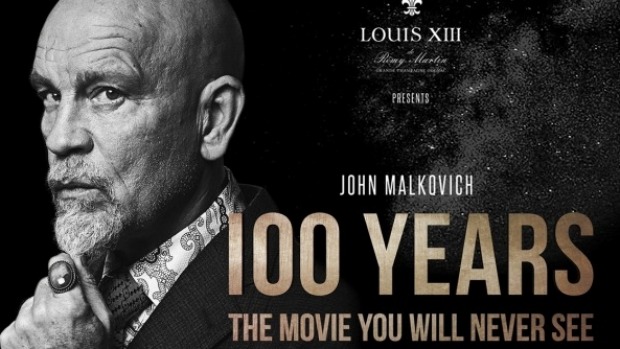 LOUIS XIII
de
Rémy Martin
GRANDE CHAMPAGNE COGNAC
PRESENTS
JOHN MALKOVICH
100 YEARS
THE MOVIE YOU WILL NEVER SEE